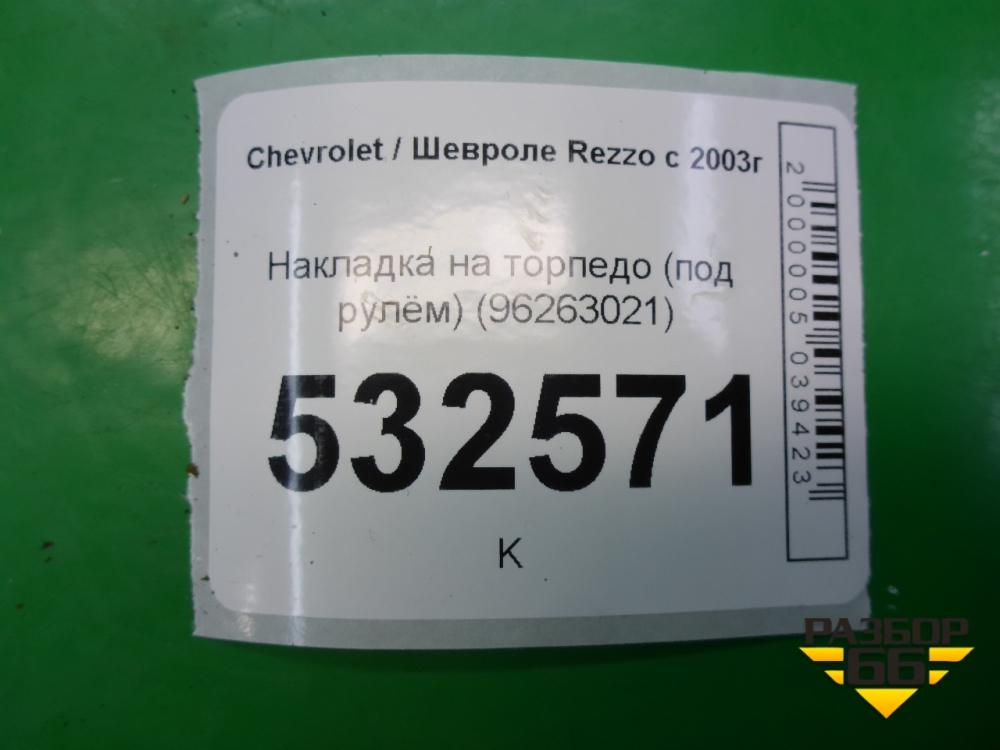 Chevrolet / Шевроле Rezzo с 2003г
Накладка на торпедо (под
рулём) (96263021)
532571
К
2000005039423
РАЗБОР
66